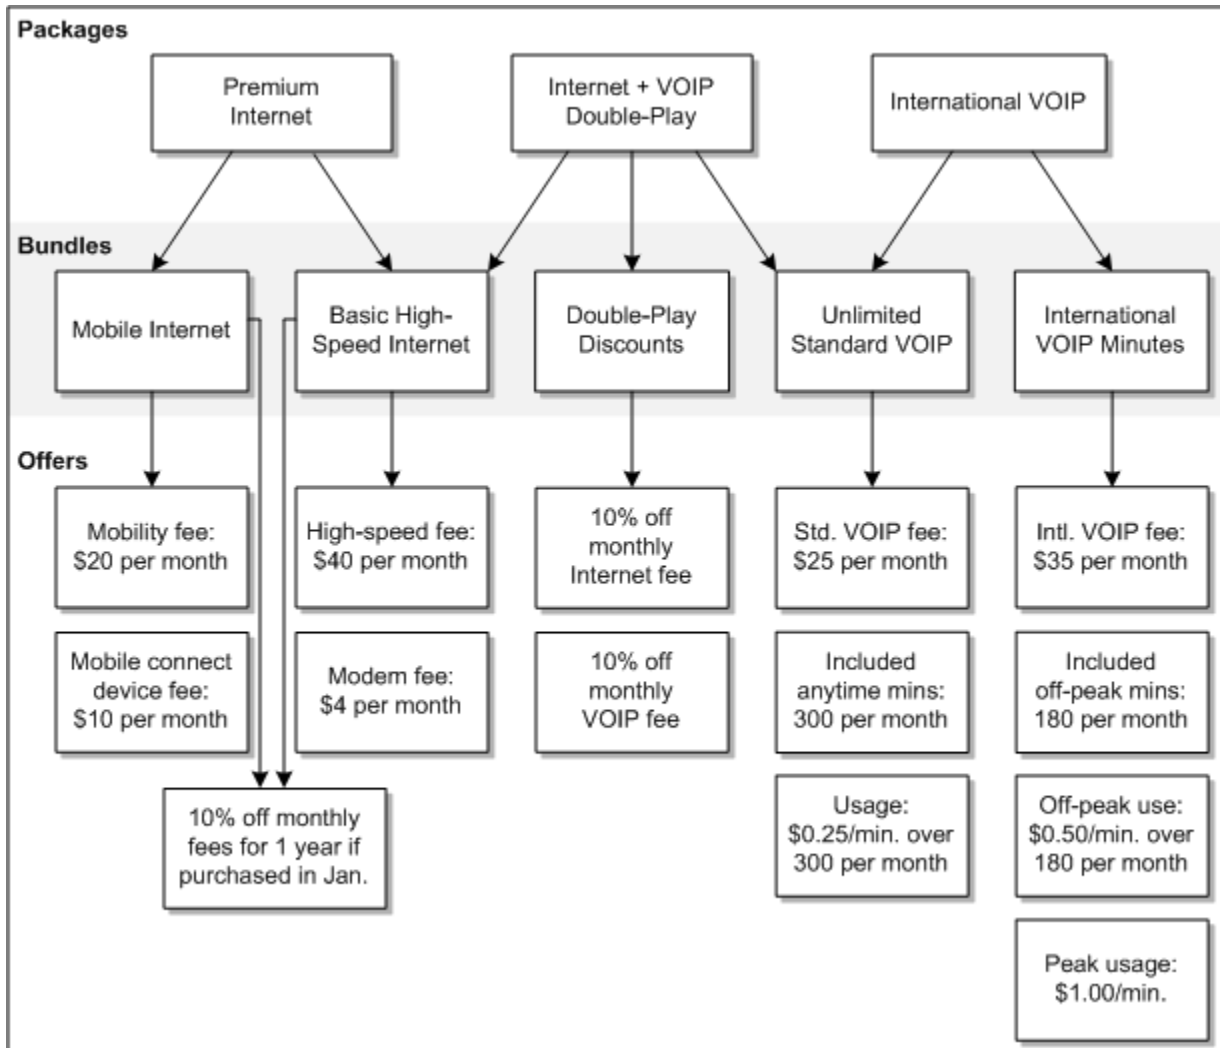 Packages
Premium
Internet
Internet + VOIP
Double-Play
International VOIP
Bundles
Mobile Internet
Basic High-
Speed Internet
Double-Play
Discounts
Unlimited
Standard VOIP
International
VOIP Minutes
Offers
Mobility fee:
$20 per month
High-speed fee:
$40 per month
10% off
monthly
Internet fee
Std. VOIP fee:
$25 per month
Intl. VOIP fee:
$35 per month
Mobile connect
device fee:
$10 per month
Modem fee:
$4 per month
10% off
monthly
VOIP fee
Included
anytime mins:
300 per month
Included
off-peak mins:
180 per month
10% off monthly
fees for 1 year if
purchased in Jan.
Usage:
$0.25/min. over
300 per month
Off-peak use:
$0.50/min. over
180 per month
Peak usage:
$1.00/min.